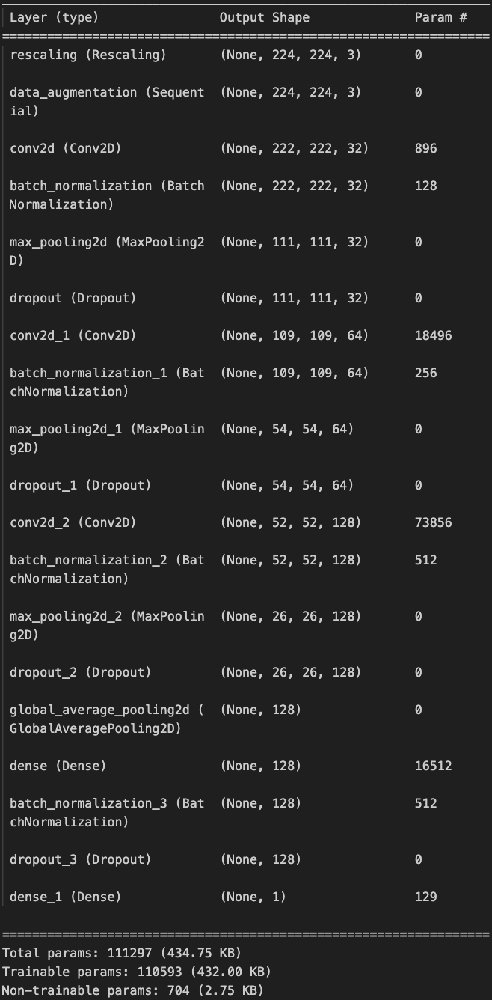 Layer (type) Output Shape Param #
=================================================================
rescaling (Rescaling) (None, 224, 224, 3) 0
data_augmentation (Sequent (None, 224, 224, 3) 0
ial)
conv2d (Conv2D) (None, 222, 222, 32) 896
batch_normalization (Batch (None, 222, 222, 32) 128
Normalization)
max_pooling2d (MaxPooling2 (None, 111, 111, 32) 0
D)
dropout (Dropout) (None, 111, 111, 32) 0
conv2d_1 (Conv2D) (None, 109, 109, 64) 18496
batch_normalization_1 (Bat (None, 109, 109, 64) 256
chNormalization)
max_pooling2d_1 (MaxPoolin (None, 54, 54, 64) 0
g2D)
dropout_1 (Dropout) (None, 54, 54, 64) 0
conv2d_2 (Conv2D) (None, 52, 52, 128) 73856
batch_normalization_2 (Bat (None, 52, 52, 128) 512
chNormalization)
max_pooling2d_2 (MaxPoolin (None, 26, 26, 128) 0
g2D)
dropout_2 (Dropout) (None, 26, 26, 128) 0
global_average_pooling2d ( (None, 128) 0
GlobalAveragePooling2D)
dense (Dense) (None, 128) 16512
batch_normalization_3 (Bat (None, 128) 512
chNormalization)
dropout_3 (Dropout) (None, 128) 0
dense_1 (Dense) (None, 1) 129
=================================================================
Total params: 111297 (434.75 KB)
Trainable params: 110593 (432.00 KB)
Non-trainable params: 704 (2.75 KB)